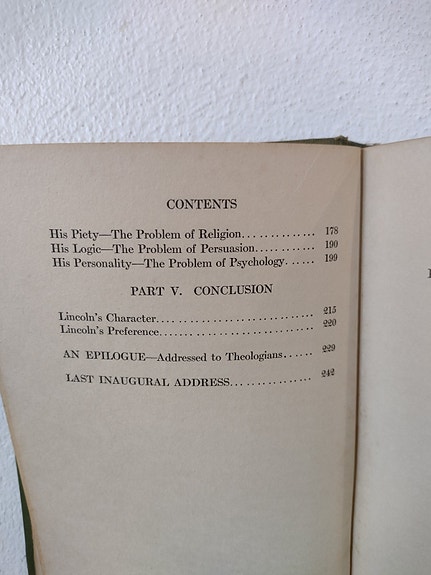 CONTENTS
His Piety—The Problem of Religion.............. 178
His Logic—The Problem of Persuasion............. 190
His Personality—The Problem of Psychology...... 199
PART V. CONCLUSION
Lincoln's Character............................. 215
Lincoln's Preference............................ 220
AN EPILOGUE—Addressed to Theologians...... 229
LAST INAUGURAL ADDRESS................ 242